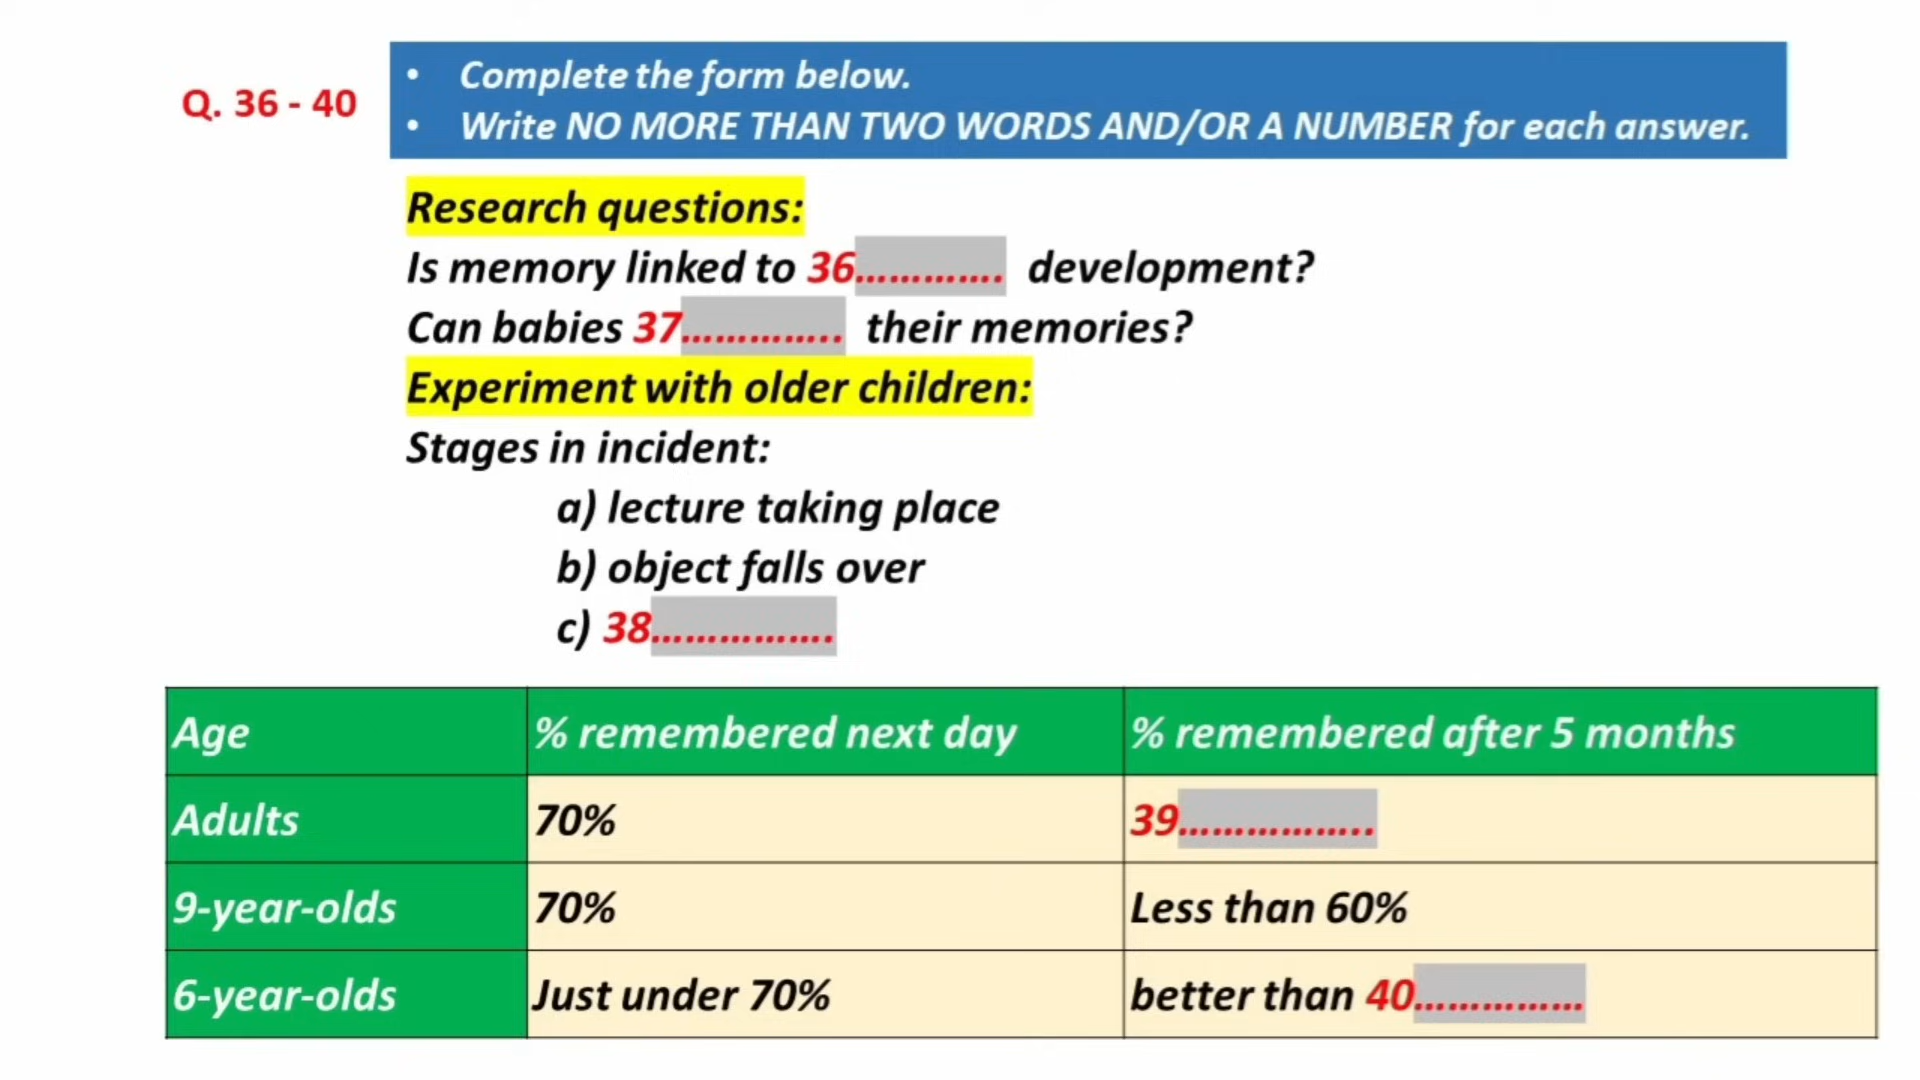 Q. 36 - 40
• Complete the form below.
• Write NO MORE THAN TWO WORDS AND/OR A NUMBER for each answer.
Research questions:
Is memory linked to 36…………. development?
Can babies 37………….. their memories?
Experiment with older children:
Stages in incident:
a) lecture taking place
b) object falls over
c) 38…………….
Age % remembered next day % remembered after 5 months
Adults 70% 39……………..
9-year-olds 70% Less than 60%
6-year-olds Just under 70% better than 40……………